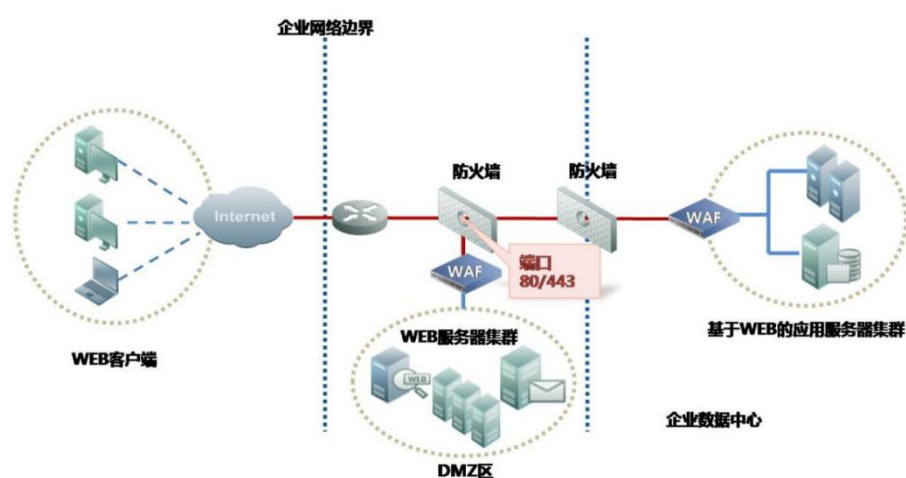 企业网络边界
防火墙
防火墙
Internet
WAF
端口
80/443
WAF
WEB服务器集群
WEB
基于WEB的应用服务器集群
WEB客户端
企业数据中心
DMZ区